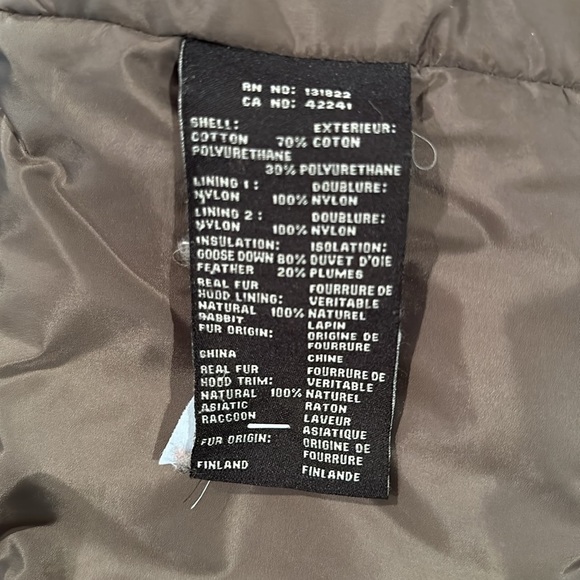 RN NO: 131822
CA NO: 42241
SHELL: EXTERIEUR:
COTTON 70% COTON
POLYURETHANE
30% POLYURETHANE
LINING 1: DOUBLURE:
NYLON 100% NYLON
LINING 2: DOUBLURE:
NYLON 100% NYLON
INSULATION: ISOLATION:
GOOSE DOWN 80% DUVET D'OIE
FEATHER 20% PLUMES
REAL FUR FOURRURE DE
HOOD LINING: VERITABLE
NATURAL 100% NATUREL
RABBIT LAPIN
FUR ORIGIN: ORIGINE DE
FOURRURE
CHINA CHINE
REAL FUR FOURRURE DE
HOOD TRIM: VERITABLE
NATURAL 100% NATUREL
ASIATIC RATON
RACCOON LAVEUR
ASIATIQUE
FUR ORIGIN: ORIGINE DE
FOURRURE
FINLAND FINLANDE